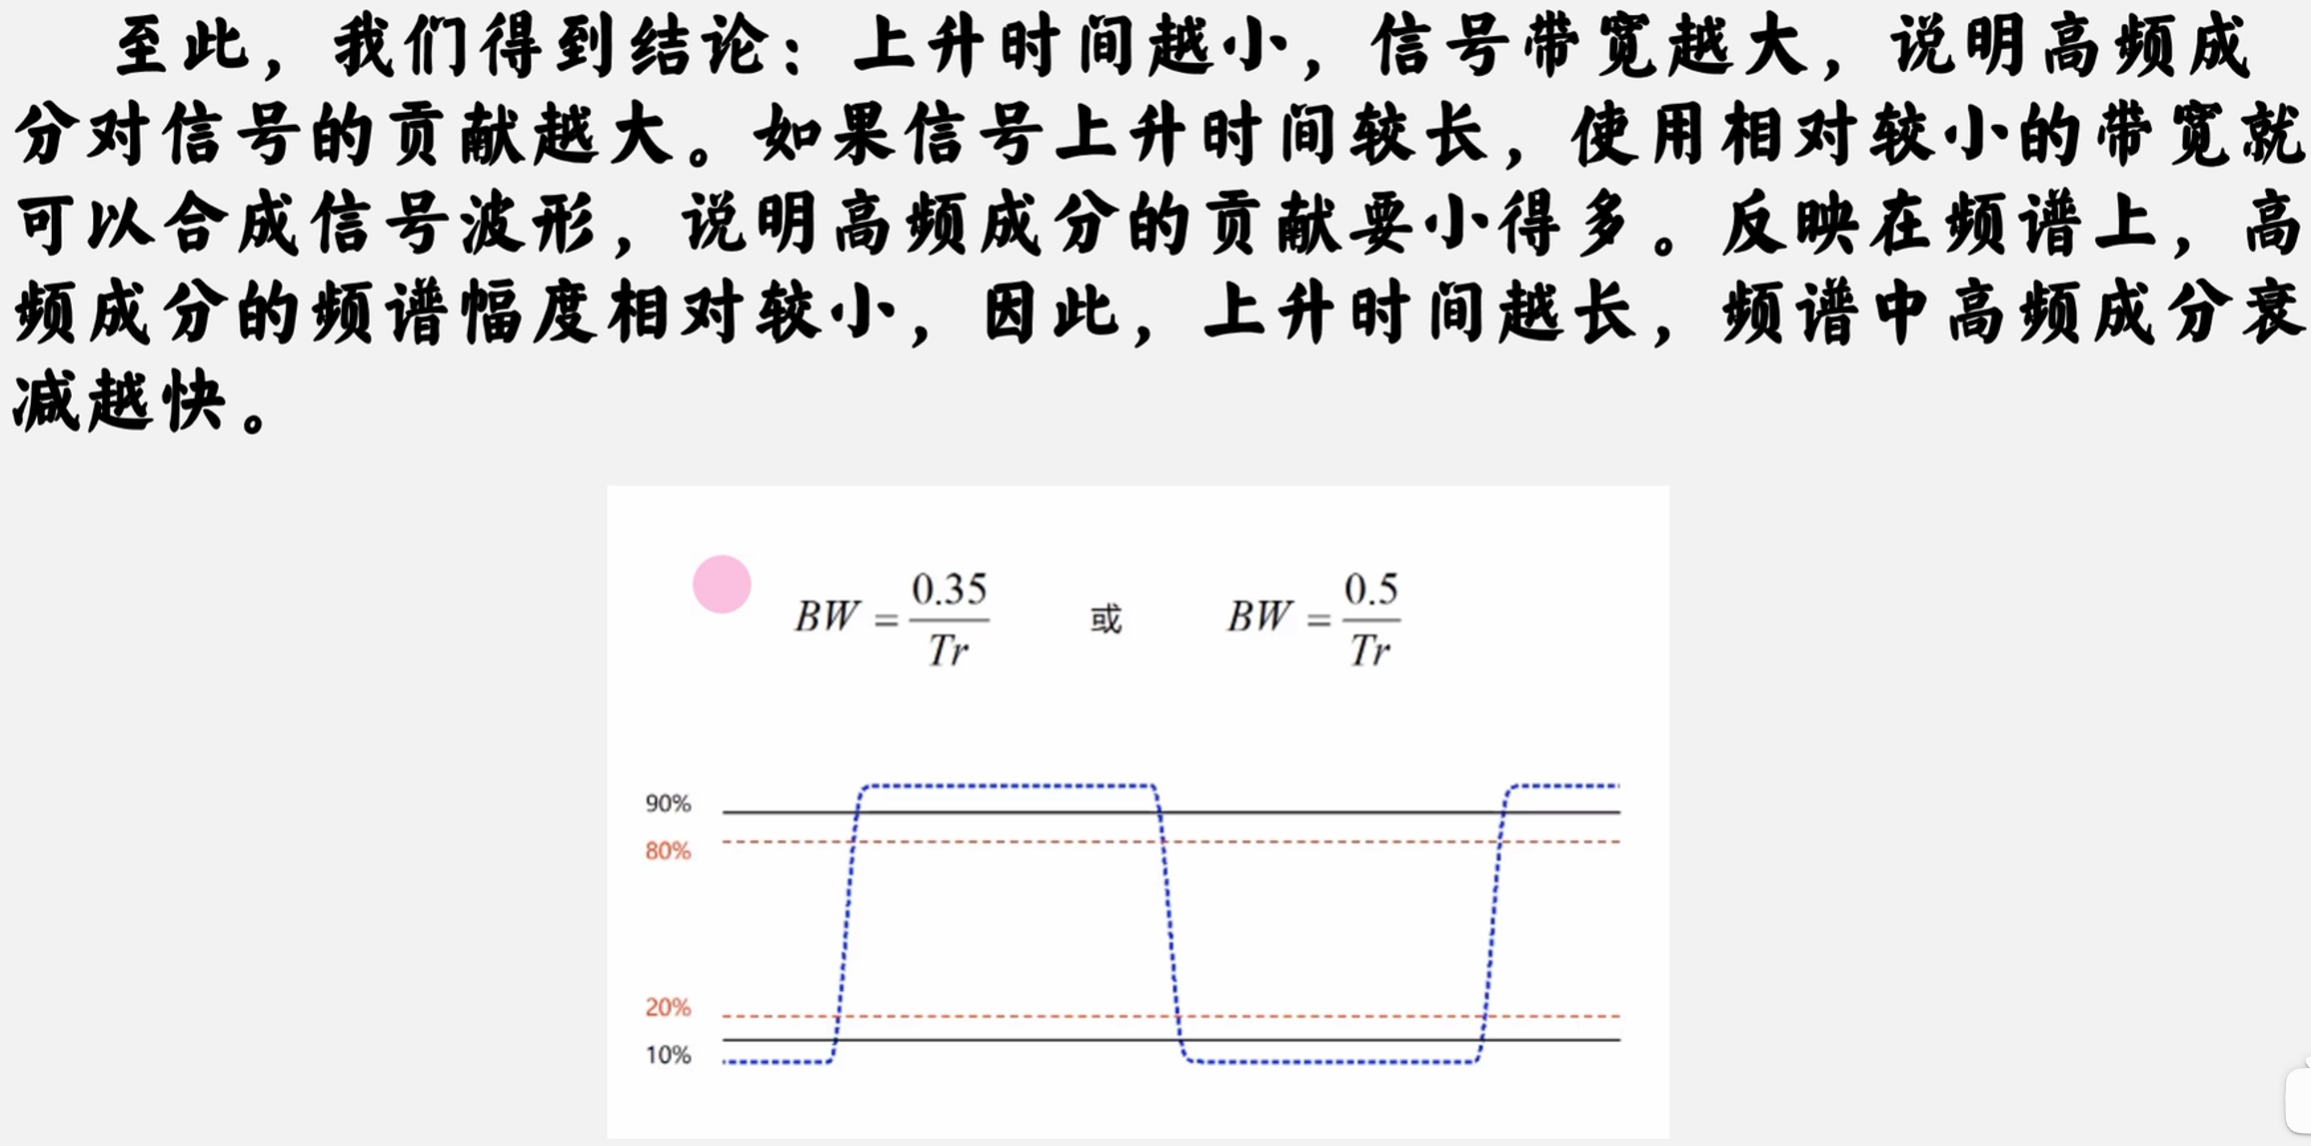 至此，我们得到结论：上升时间越小，信号带宽越大，说明高频成
分对信号的贡献越大。如果信号上升时间较长，使用相对较小的带宽就
可以合成信号波形，说明高频成分的贡献要小得多。反映在频谱上，高
频成分的频谱幅度相对较小，因此，上升时间越长，频谱中高频成分衰
减越快。
BW = 0.35/Tr 或 BW = 0.5/Tr
90%
80%
20%
10%